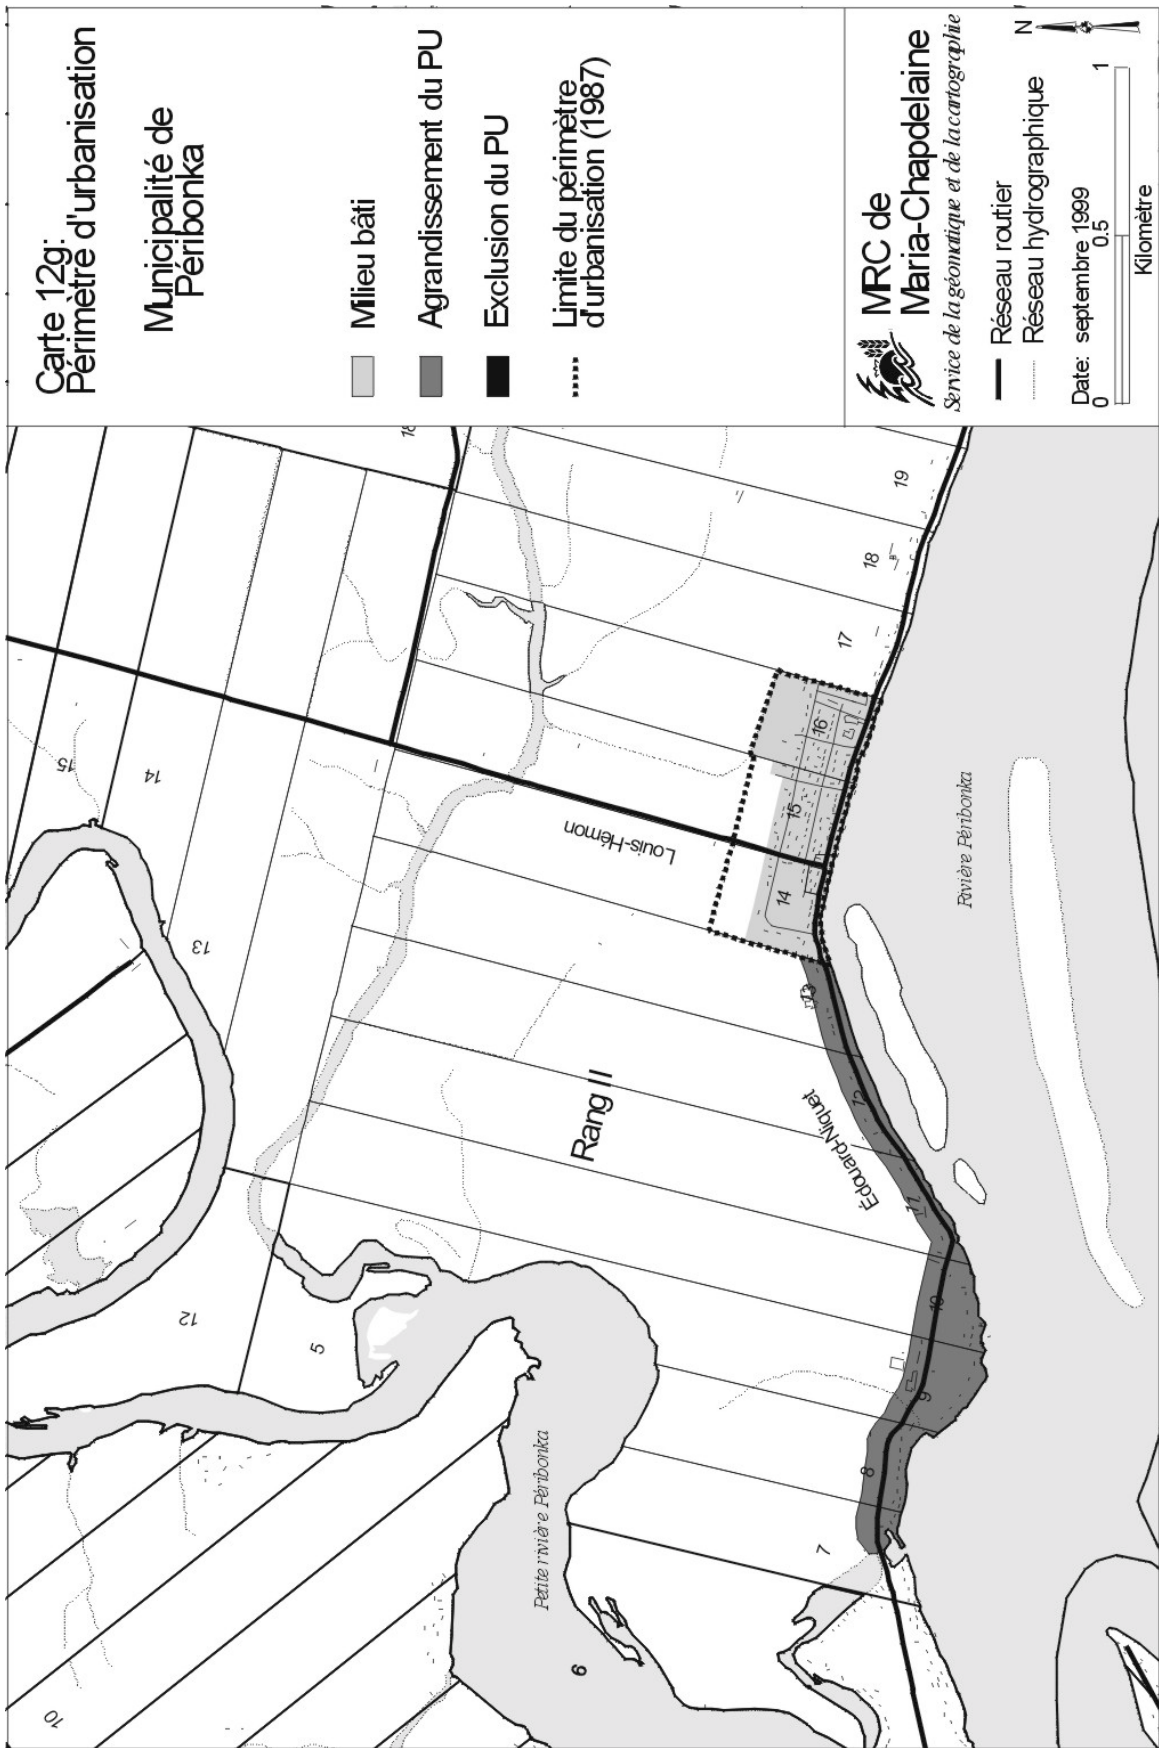 Carte 12g:
Périmètre d'urbanisation
Municipalité de
Péribonka
Milieu bâti
Agrandissement du PU
Exclusion du PU
Limite du périmètre
d'urbanisation (1987)
MRC de
Maria-Chapdelaine
Service de la géomatique et de la cartographie
Réseau routier
Réseau hydrographique
Date: septembre 1999
0
0.5
1
Kilomètre
N
70
12
13
14
15
18
5
6
Petite rivière Péribonka
Rang II
Louis-Hémon
Édouard-Niquet
7
8
9
10
11
12
13
14
15
16
17
18
19
Rivière Péribonka